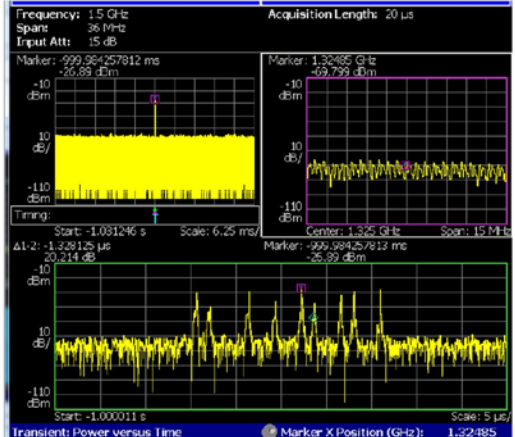 Frequency: 1.5 GHz
Acquisition Length: 20 µs
Span: 36 MHz
Input Att: 15 dB
Marker: -999.984257812 ms
-26.89 dBm
Marker: 1.32485 GHz
-69.799 dBm
-10
dBm
10
dB/
-110
dBm
-10
dBm
10
dB/
-110
dBm
Timing:
Start: -1.031246 s
Scale: 6.25 ms/
Center: 1.325 GHz
Span: 15 MHz
Δ1-2: -1.328125 µs
20.214 dB
Marker: -999.984257813 ms
-26.89 dBm
-10
dBm
10
dB/
-110
dBm
Start: -1.000011 s
Scale: 5 µs/
Transient: Power versus Time
Marker X Position (GHz): 1.32485